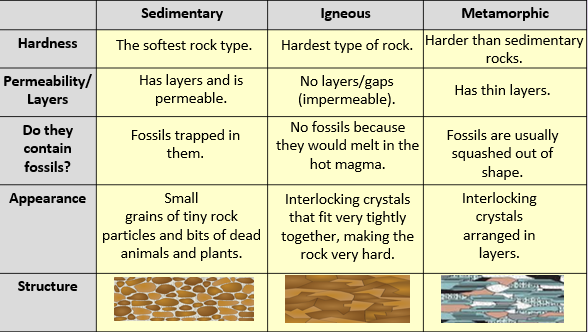 Sedimentary
Igneous
Metamorphic
Hardness
The softest rock type.
Hardest type of rock.
Harder than sedimentary
rocks.
Permeability/
Layers
Has layers and is
permeable.
No layers/gaps
(impermeable).
Has thin layers.
Do they
contain
fossils?
Fossils trapped in
them.
No fossils because
they would melt in the
hot magma.
Fossils are usually
squashed out of
shape.
Appearance
Small
grains of tiny rock
particles and bits of dead
animals and plants.
Interlocking crystals
that fit very tightly
together, making the
rock very hard.
Interlocking
crystals
arranged in
layers.
Structure